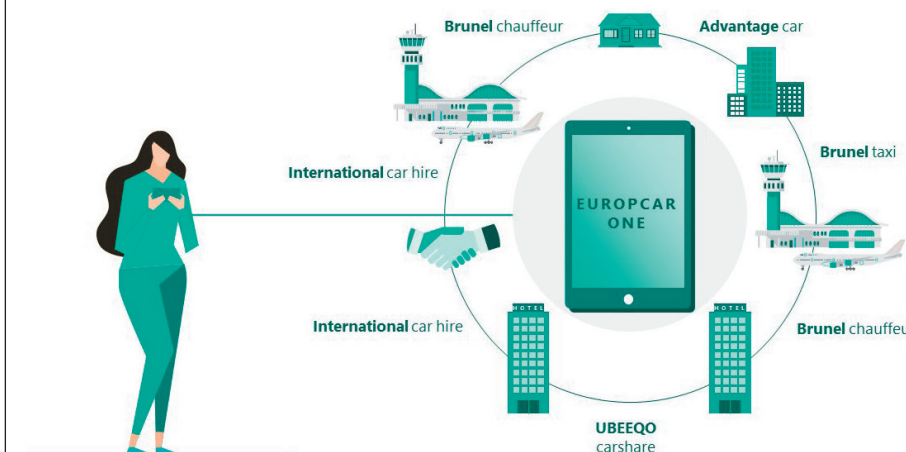 Brunel chauffeur
Advantage car
Brunel taxi
International car hire
EUROPCAR
ONE
International car hire
HOTEL
HOTEL
Brunel chauffeu
UBEEQO
carshare